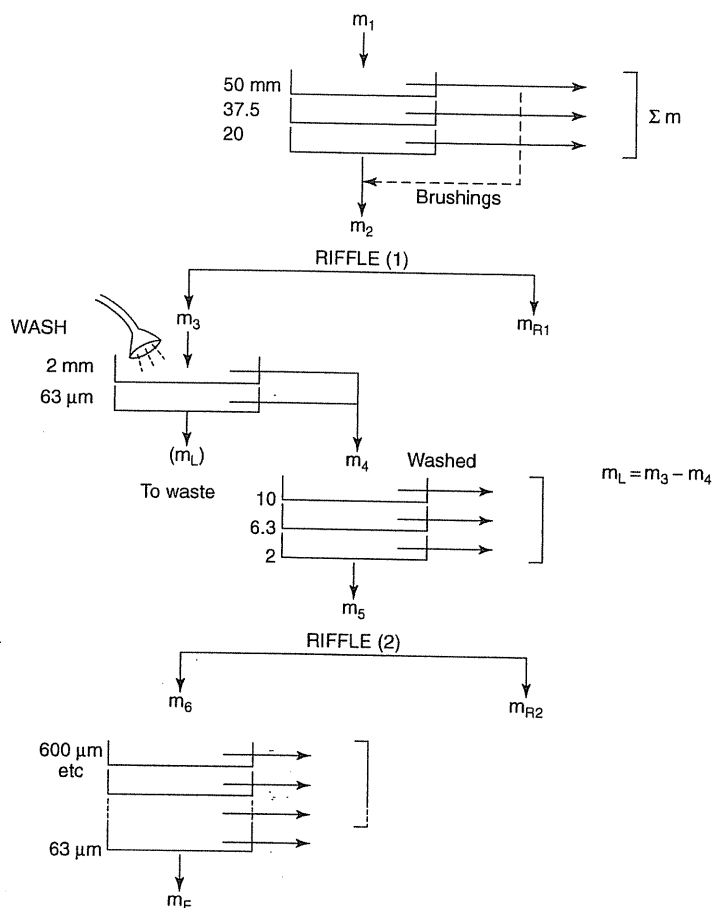 m1
50 mm
37.5
20
Σ m
Brushings
m2
RIFFLE (1)
m3
mR1
WASH
2 mm
63 μm
(mL)
To waste
m4
Washed
mL = m3 − m4
10
6.3
2
m5
RIFFLE (2)
m6
mR2
600 μm
etc
63 μm
mF